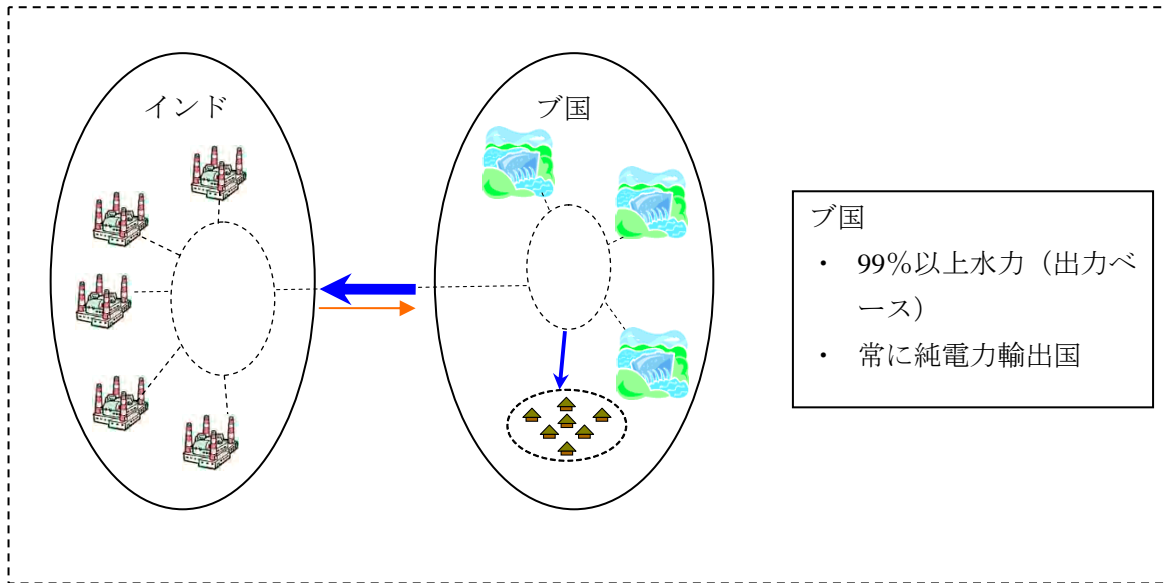 インド
ブ国
ブ国
・ 99%以上水力（出力ベ
ース）
・ 常に純電力輸出国